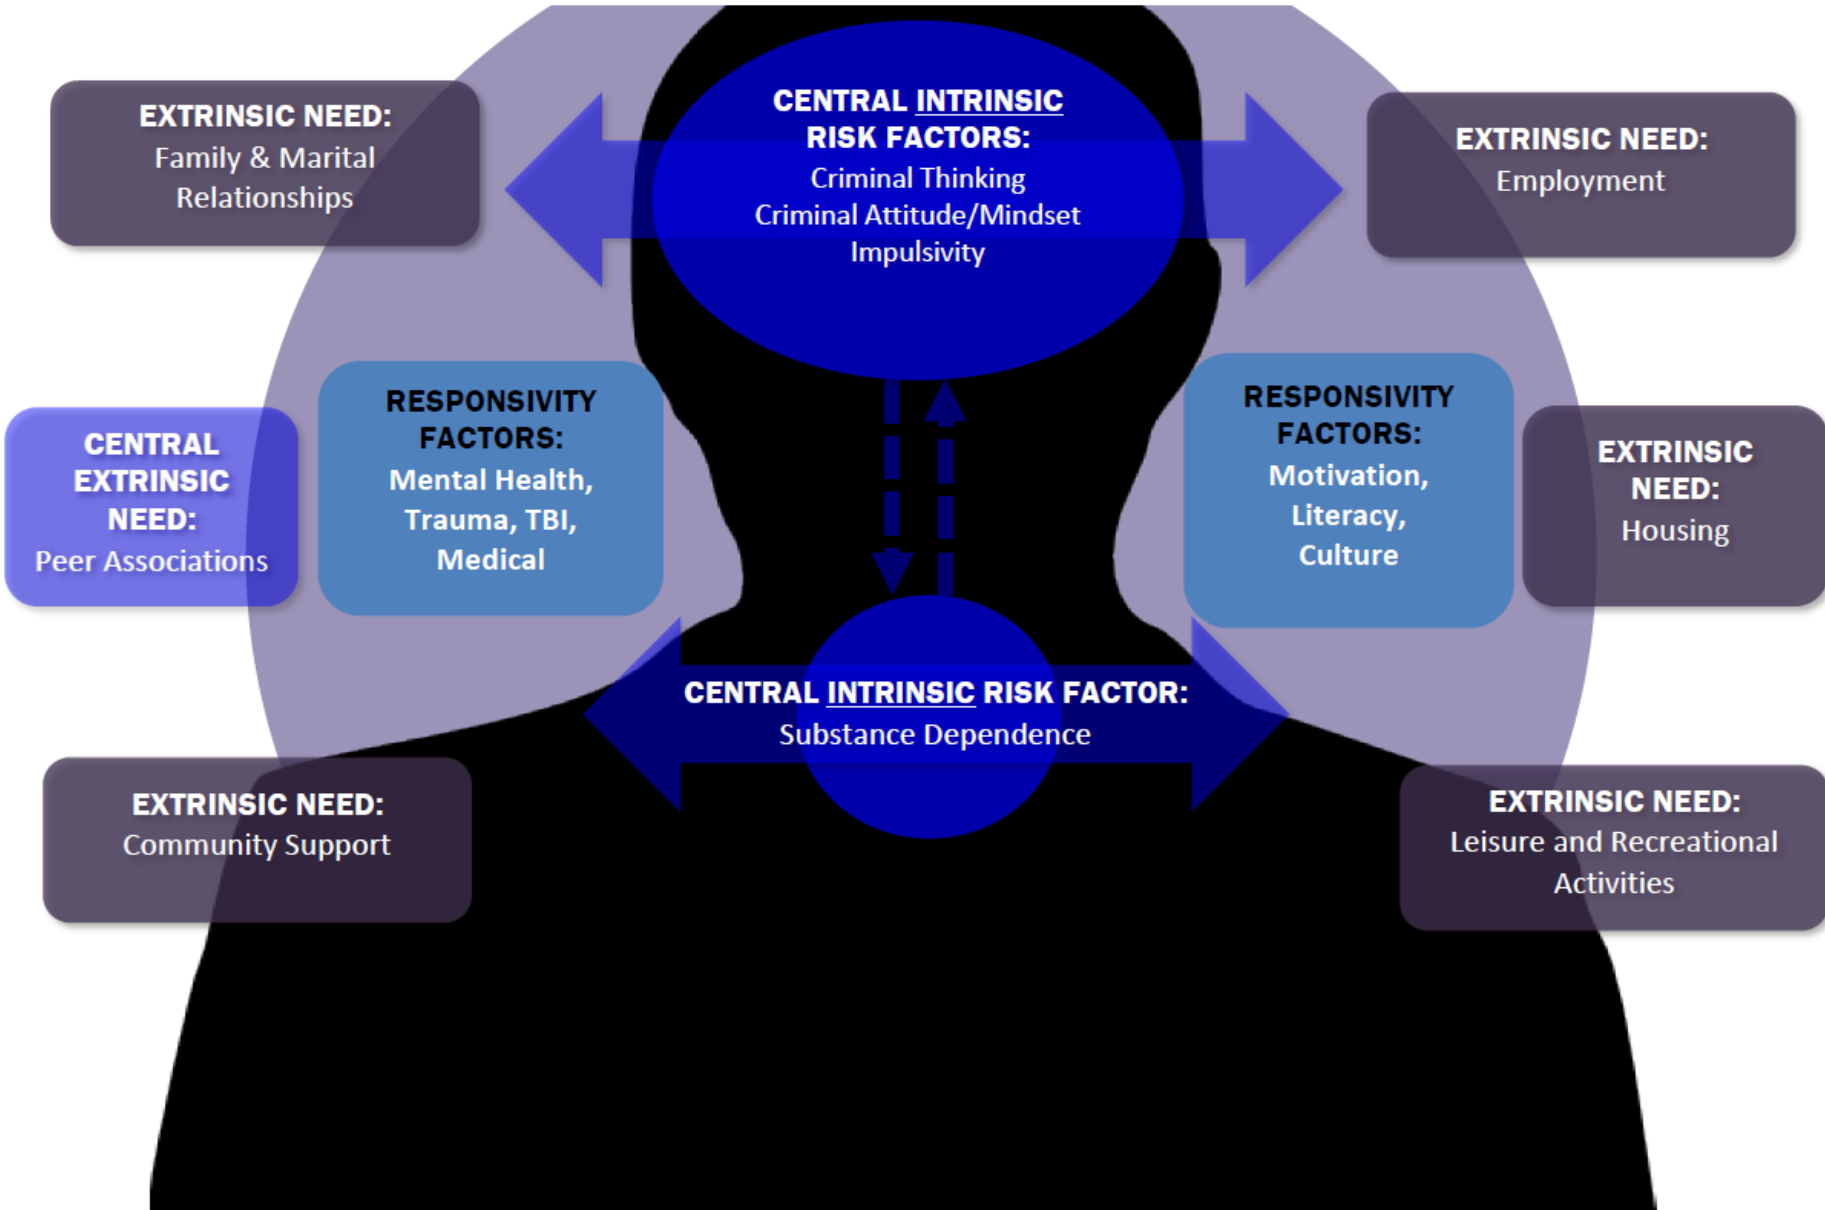 EXTRINSIC NEED:
Family & Marital
Relationships
CENTRAL INTRINSIC
RISK FACTORS:
Criminal Thinking
Criminal Attitude/Mindset
Impulsivity
EXTRINSIC NEED:
Employment
CENTRAL
EXTRINSIC
NEED:
Peer Associations
RESPONSIVITY
FACTORS:
Mental Health,
Trauma, TBI,
Medical
RESPONSIVITY
FACTORS:
Motivation,
Literacy,
Culture
EXTRINSIC
NEED:
Housing
CENTRAL INTRINSIC RISK FACTOR:
Substance Dependence
EXTRINSIC NEED:
Community Support
EXTRINSIC NEED:
Leisure and Recreational
Activities